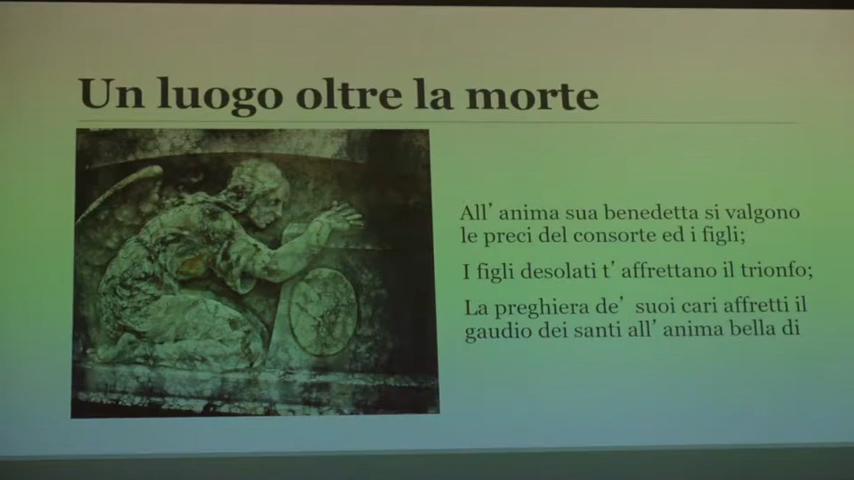 Un luogo oltre la morte
All’ anima sua benedetta si valgono
le preci del consorte ed i figli;
I figli desolati t’ affrettano il trionfo;
La preghiera de’ suoi cari affretti il
gaudio dei santi all’ anima bella di